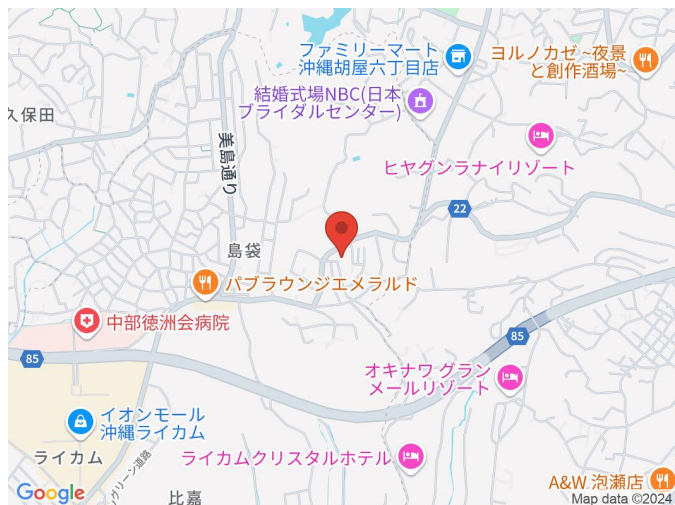 ファミリーマート
沖縄胡屋六丁目店
ヨルノカゼ ~夜景
と創作酒場~
久保田
結婚式場NBC(日本
ブライダルセンター)
美島通り
ヒヤグンラナイリゾート
22
島袋
パブラウンジエメラルド
中部徳洲会病院
85
85
オキナワ グラン
メールリゾート
イオンモール
沖縄ライカム
ライカム
ライカムクリスタルホテル
グリーン道路
比嘉
A&W 泡瀬店
Google
Map data ©2024